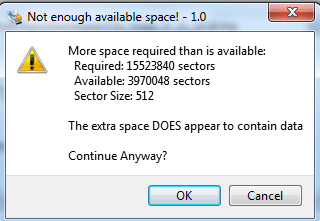 Not enough available space! - 1.0
More space required than is available:
Required: 15523840 sectors
Available: 3970048 sectors
Sector Size: 512
The extra space DOES appear to contain data
Continue Anyway?
OK
Cancel